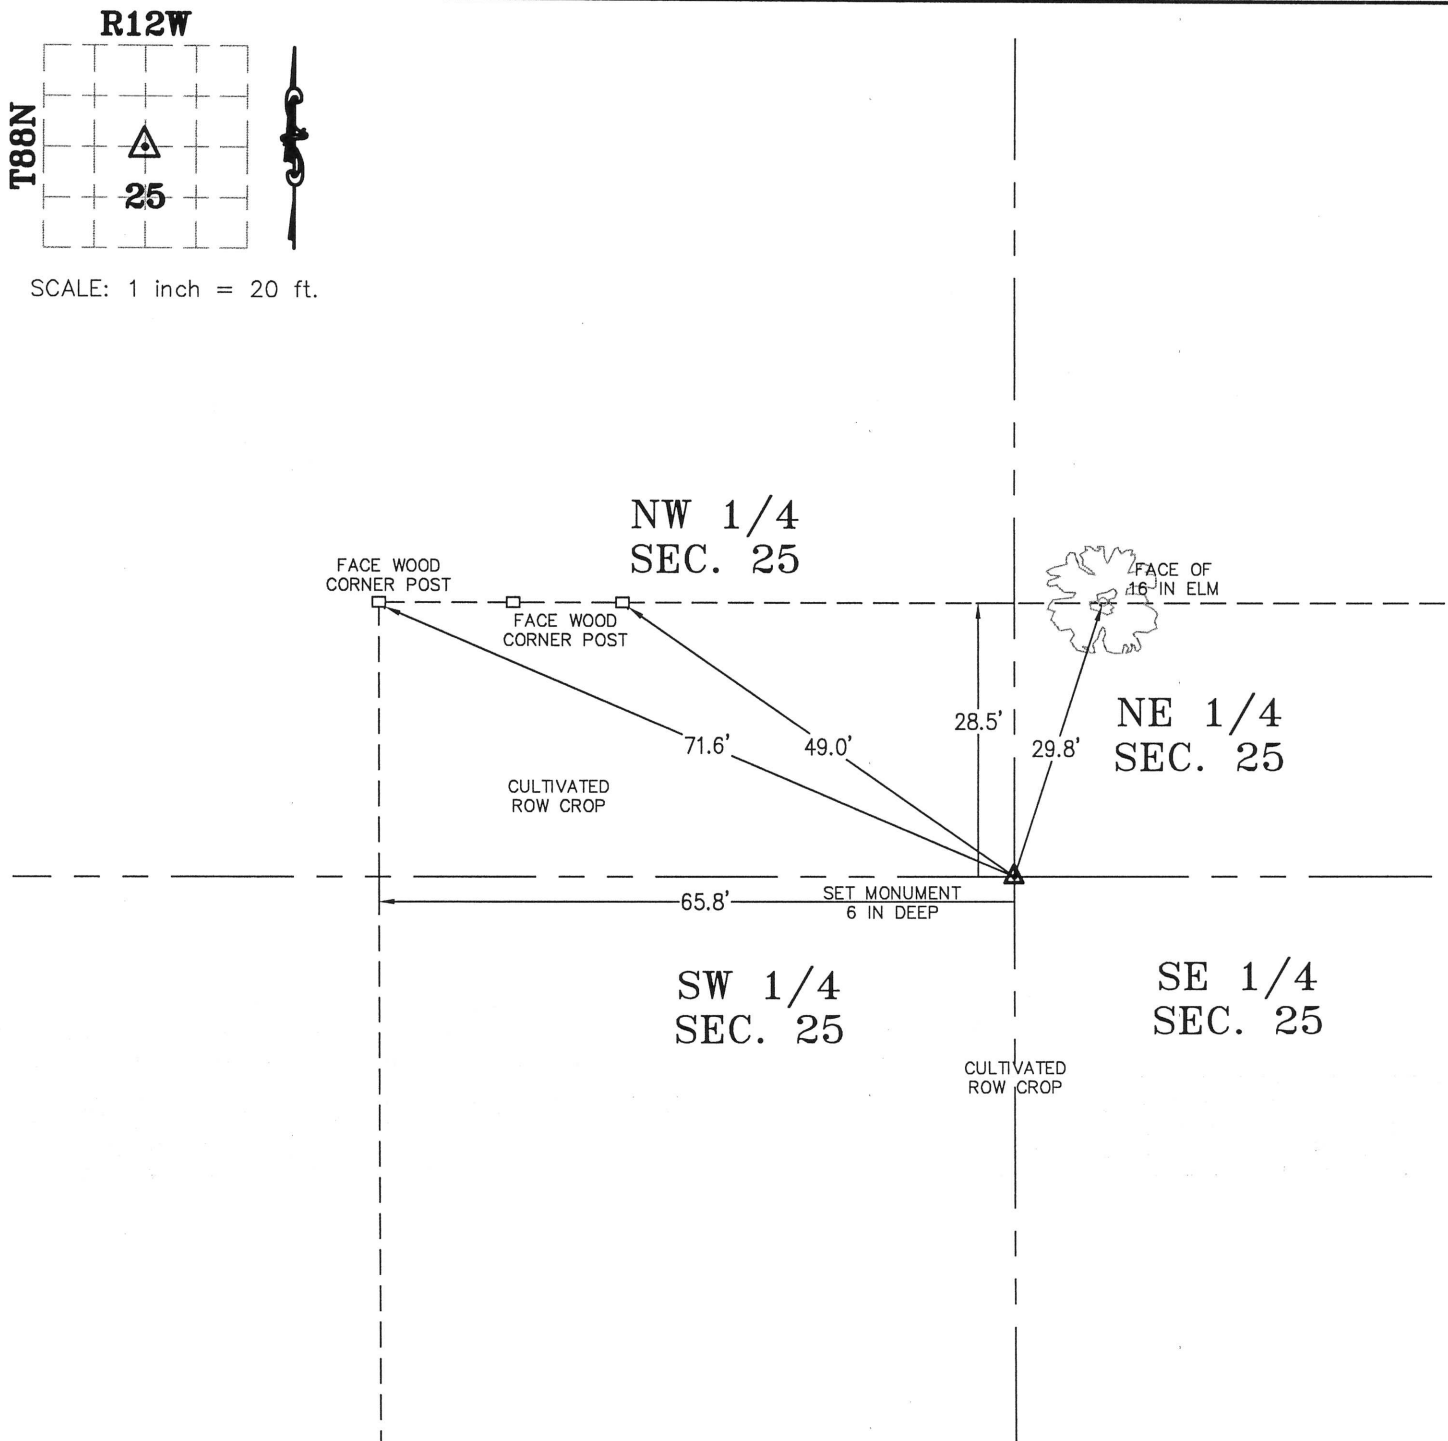 R12W
T88N
25
SCALE: 1 inch = 20 ft.
NW 1/4
SEC. 25
FACE WOOD
CORNER POST
FACE WOOD
CORNER POST
FACE OF
16 IN ELM
NE 1/4
SEC. 25
28.5'
29.8'
71.6'
49.0'
CULTIVATED
ROW CROP
65.8'
SET MONUMENT
6 IN DEEP
SW 1/4
SEC. 25
SE 1/4
SEC. 25
CULTIVATED
ROW CROP